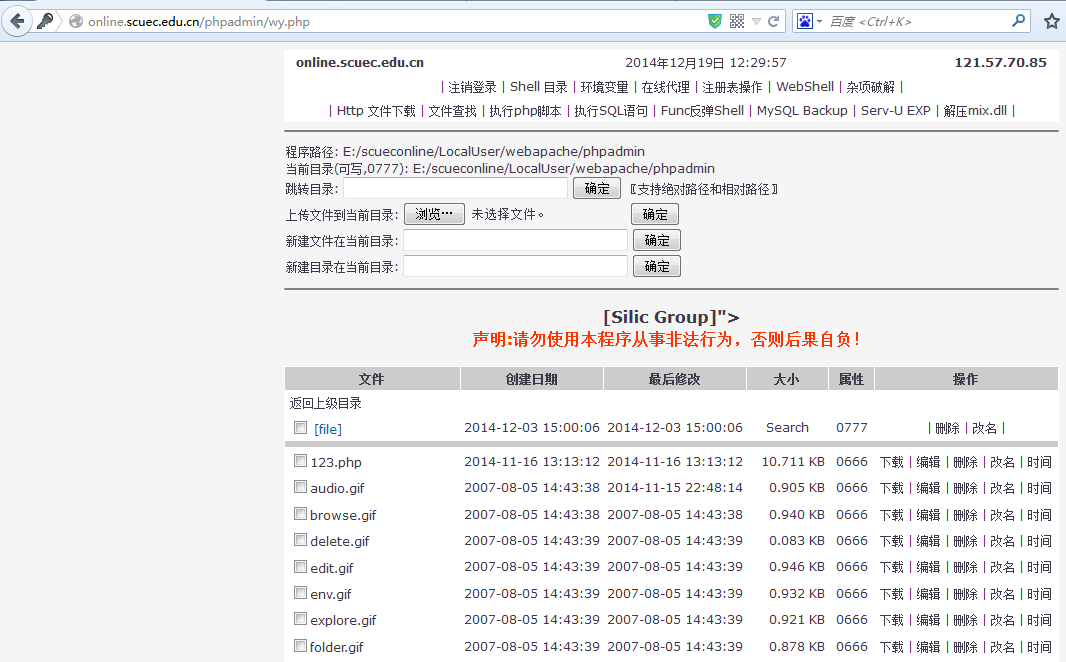 online.scuec.edu.cn/phpadmin/wy.php 百度 <Ctrl+K>
online.scuec.edu.cn 2014年12月19日 12:29:57 121.57.70.85
| 注销登录 | Shell 目录 | 环境变量 | 在线代理 | 注册表操作 | WebShell | 杂项破解 |
| Http 文件下载 | 文件查找 | 执行php脚本 | 执行SQL语句 | Func反弹Shell | MySQL Backup | Serv-U EXP | 解压mix.dll |
程序路径: E:/scueconline/LocalUser/webapache/phpadmin
当前目录(可写,0777): E:/scueconline/LocalUser/webapache/phpadmin
跳转目录: 确定 〖支持绝对路径和相对路径〗
上传文件到当前目录: 浏览… 未选择文件。 确定
新建文件在当前目录: 确定
新建目录在当前目录: 确定
[Silic Group]">
声明:请勿使用本程序从事非法行为，否则后果自负！
文件 创建日期 最后修改 大小 属性 操作
返回上级目录
[file] 2014-12-03 15:00:06 2014-12-03 15:00:06 Search 0777 | 删除 | 改名 |
123.php 2014-11-16 13:13:12 2014-11-16 13:13:12 10.711 KB 0666 下载 | 编辑 | 删除 | 改名 | 时间
audio.gif 2007-08-05 14:43:38 2014-11-15 22:48:14 0.905 KB 0666 下载 | 编辑 | 删除 | 改名 | 时间
browse.gif 2007-08-05 14:43:38 2007-08-05 14:43:38 0.940 KB 0666 下载 | 编辑 | 删除 | 改名 | 时间
delete.gif 2007-08-05 14:43:39 2007-08-05 14:43:39 0.083 KB 0666 下载 | 编辑 | 删除 | 改名 | 时间
edit.gif 2007-08-05 14:43:39 2007-08-05 14:43:39 0.946 KB 0666 下载 | 编辑 | 删除 | 改名 | 时间
env.gif 2007-08-05 14:43:39 2007-08-05 14:43:39 0.932 KB 0666 下载 | 编辑 | 删除 | 改名 | 时间
explore.gif 2007-08-05 14:43:39 2007-08-05 14:43:39 0.921 KB 0666 下载 | 编辑 | 删除 | 改名 | 时间
folder.gif 2007-08-05 14:43:39 2007-08-05 14:43:39 0.878 KB 0666 下载 | 编辑 | 删除 | 改名 | 时间